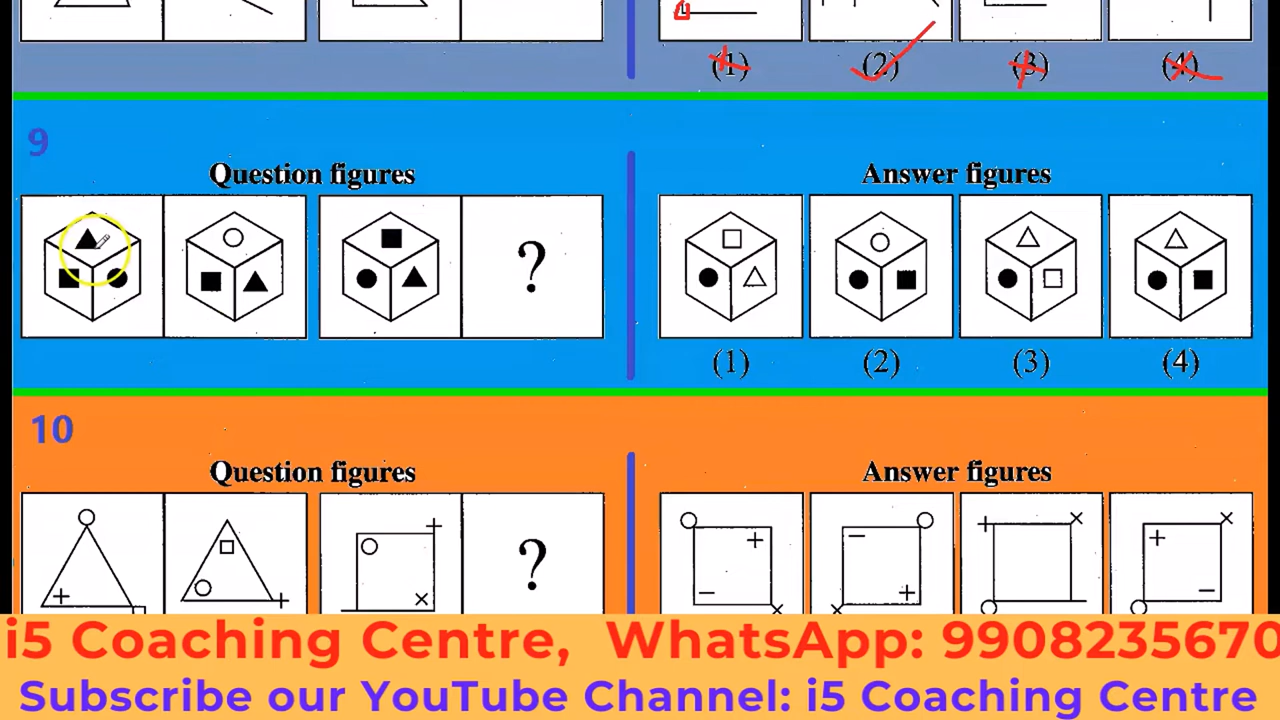 (1) (2) (3) (4)
9
Question figures
Answer figures
?
(1) (2) (3) (4)
10
Question figures
Answer figures
?
i5 Coaching Centre, WhatsApp: 9908235670
Subscribe our YouTube Channel: i5 Coaching Centre